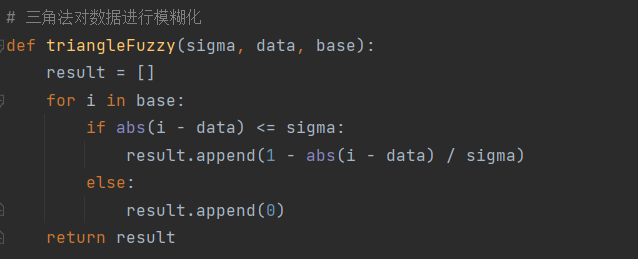 # 三角法对数据进行模糊化
def triangleFuzzy(sigma, data, base):
    result = []
    for i in base:
        if abs(i - data) <= sigma:
            result.append(1 - abs(i - data) / sigma)
        else:
            result.append(0)
    return result